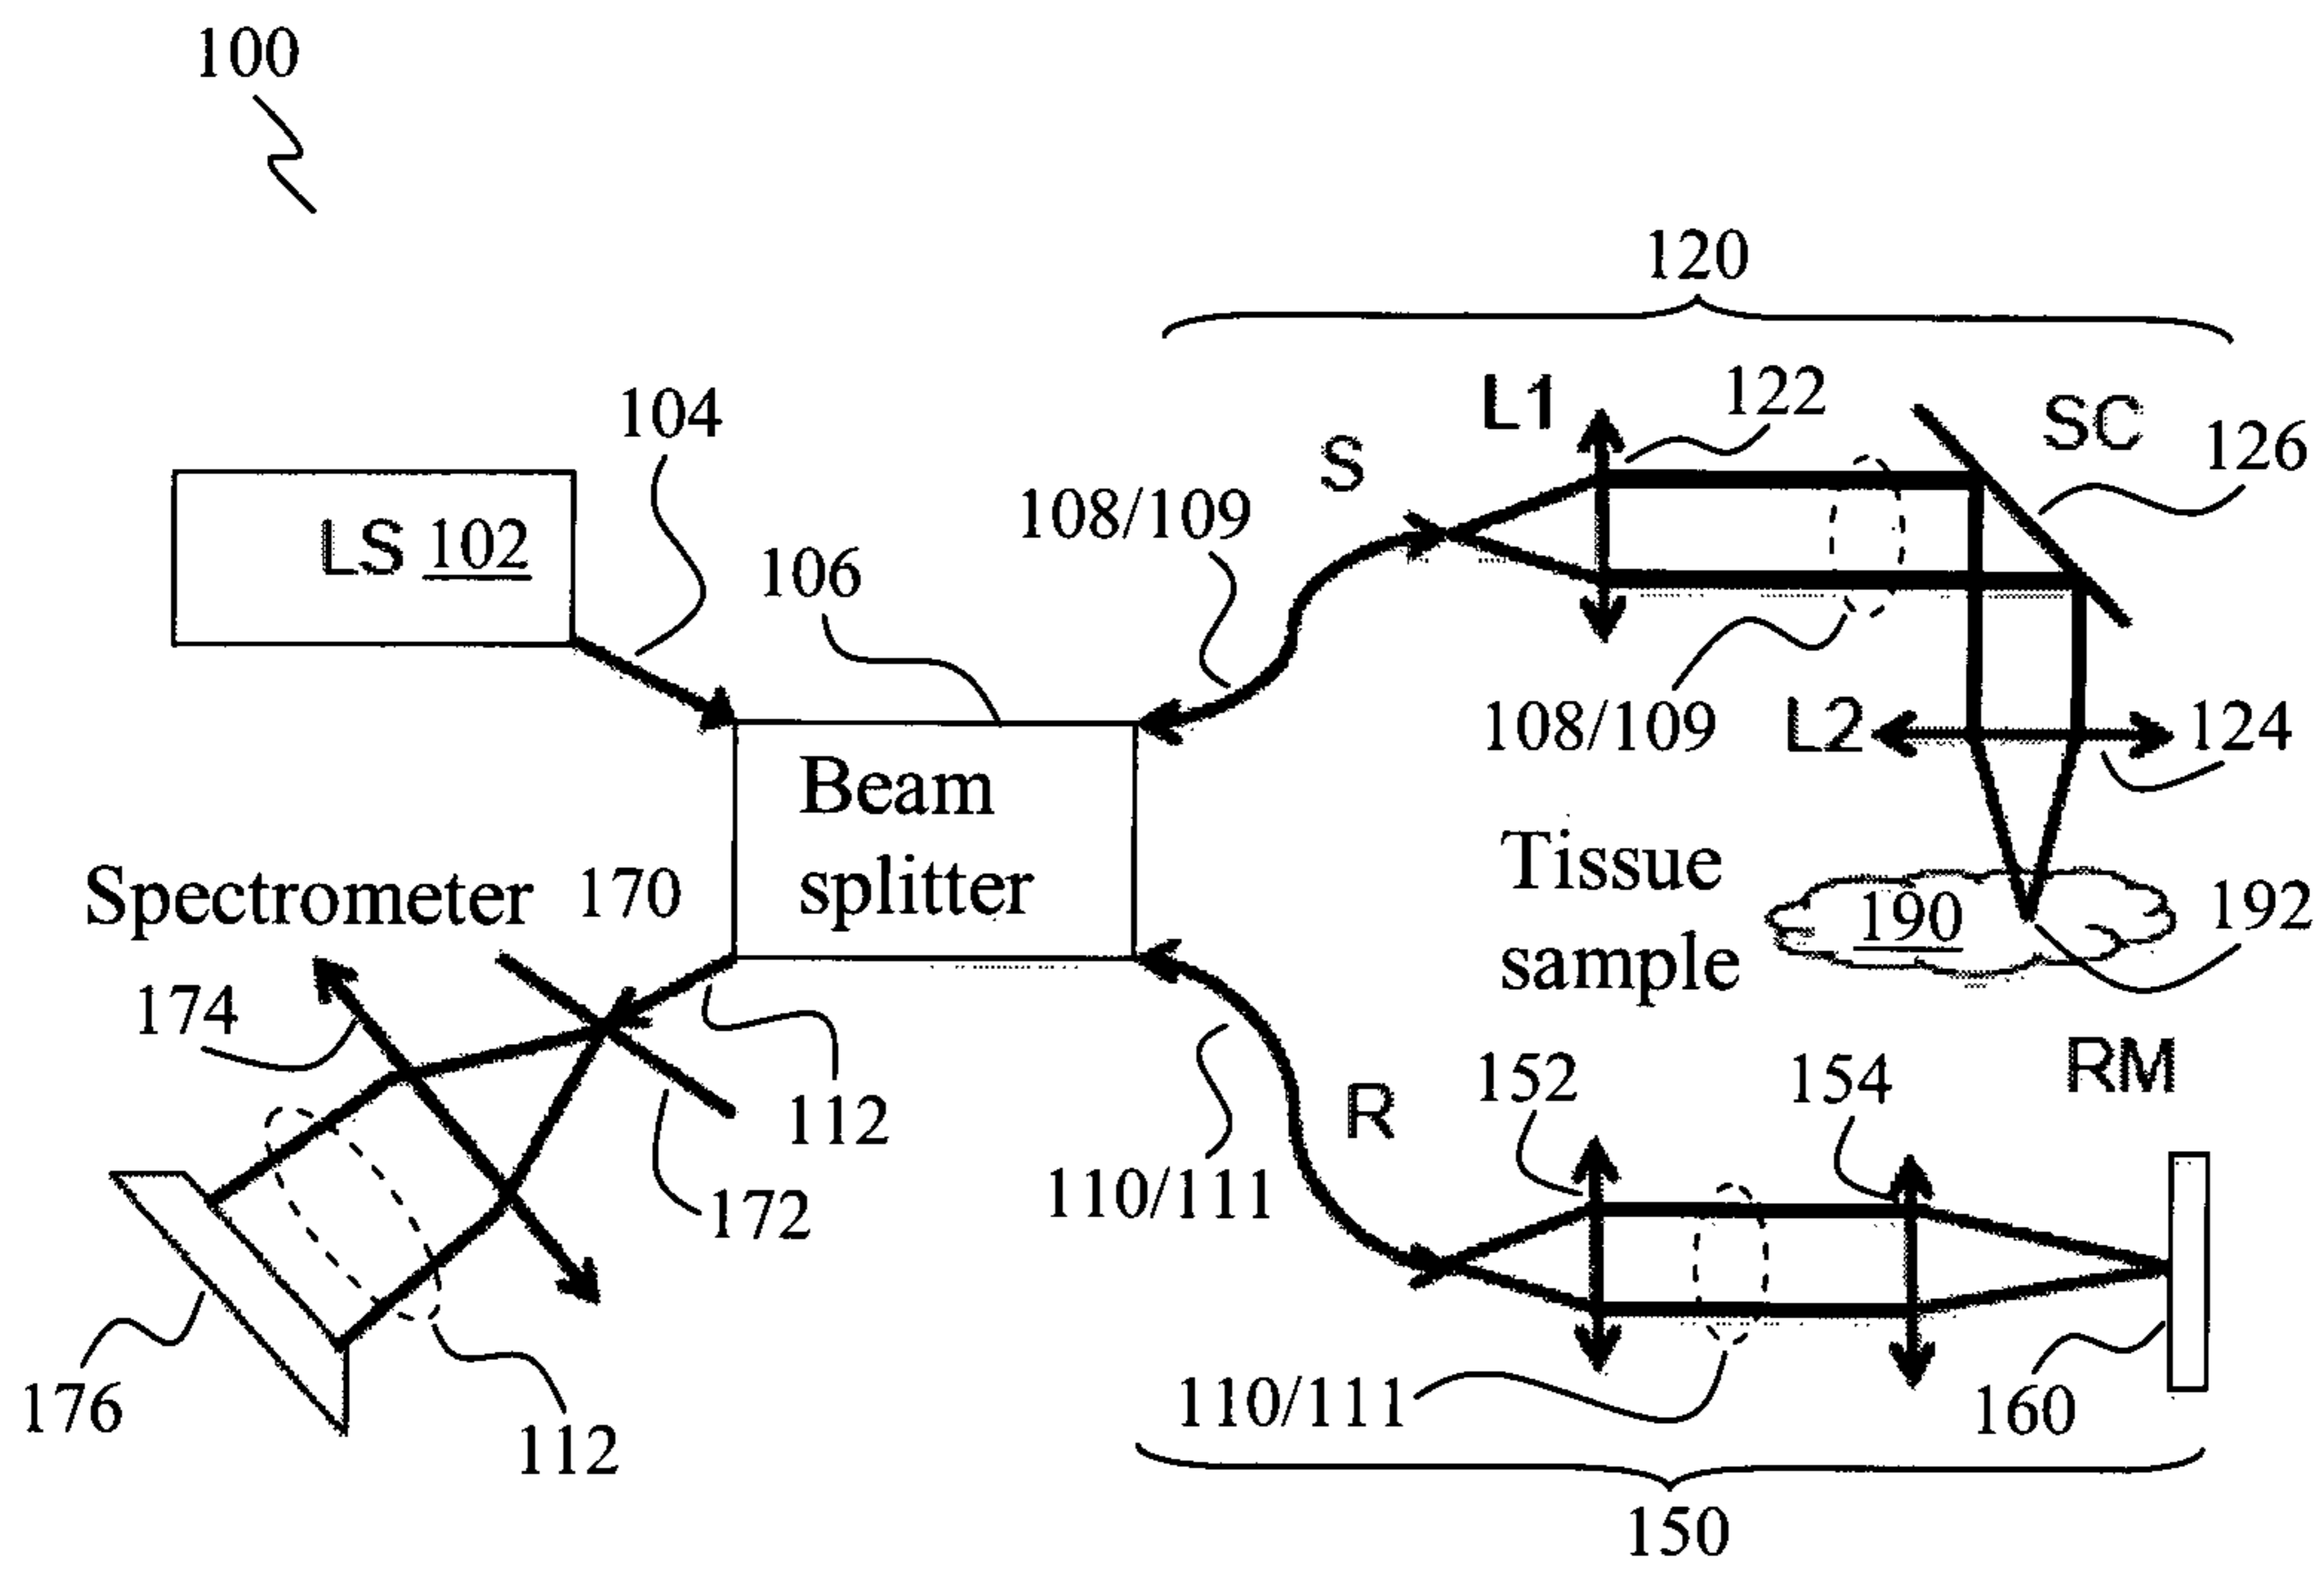 100
120
104
L1
122
SC
126
S
108/109
LS 102
106
108/109
L2
124
Beam
splitter
Tissue
sample
190
192
Spectrometer 170
174
112
172
R
152
154
RM
110/111
176
112
110/111
160
150